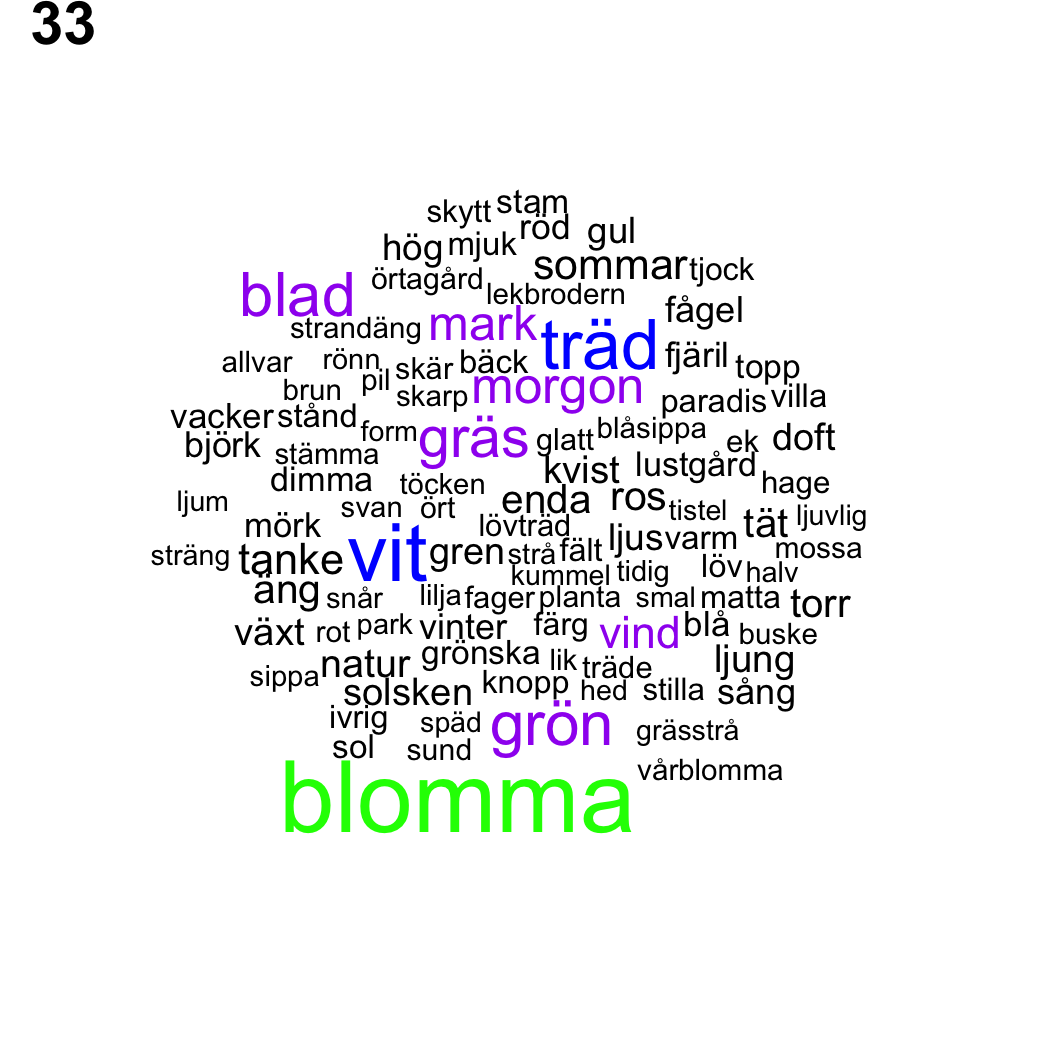 33
skytt stam
röd gul
hög mjuk
sommar tjock
örtagård
blad lekbrodern
fågel
strandäng mark träd
allvar rönn skär bäck fjäril topp
brun pil skarp morgon paradis villa
vacker stånd form gräs glatt blåsippa
björk stämma ek doft
dimma töcken kvist lustgård hage
ljum svan ört enda ros tistel ljuvlig
mörk lövträd ljus varm tät mossa
sträng tanke vit gren strå fält
kummel tidig löv halv
äng snår lilja fager planta smal matta torr
växt rot park vinter färg vind blå buske
natur grönska lik träde ljung
sippa solsken knopp hed stilla sång
ivrig späd grön grässtrå
sol sund
blomma vårblomma